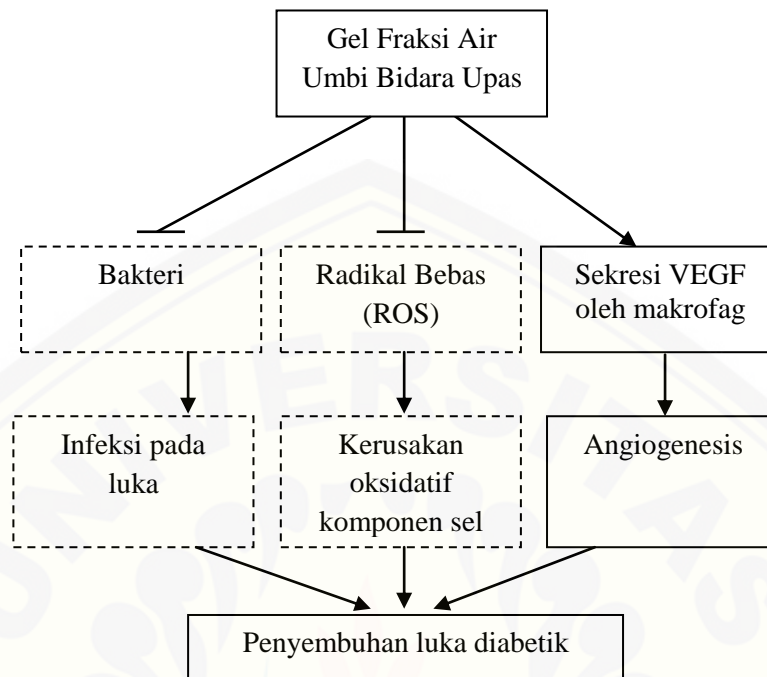 Gel Fraksi Air
Umbi Bidara Upas
Bakteri
Radikal Bebas
(ROS)
Sekresi VEGF
oleh makrofag
Infeksi pada
luka
Kerusakan
oksidatif
komponen sel
Angiogenesis
Penyembuhan luka diabetik
UNIVERSITAS